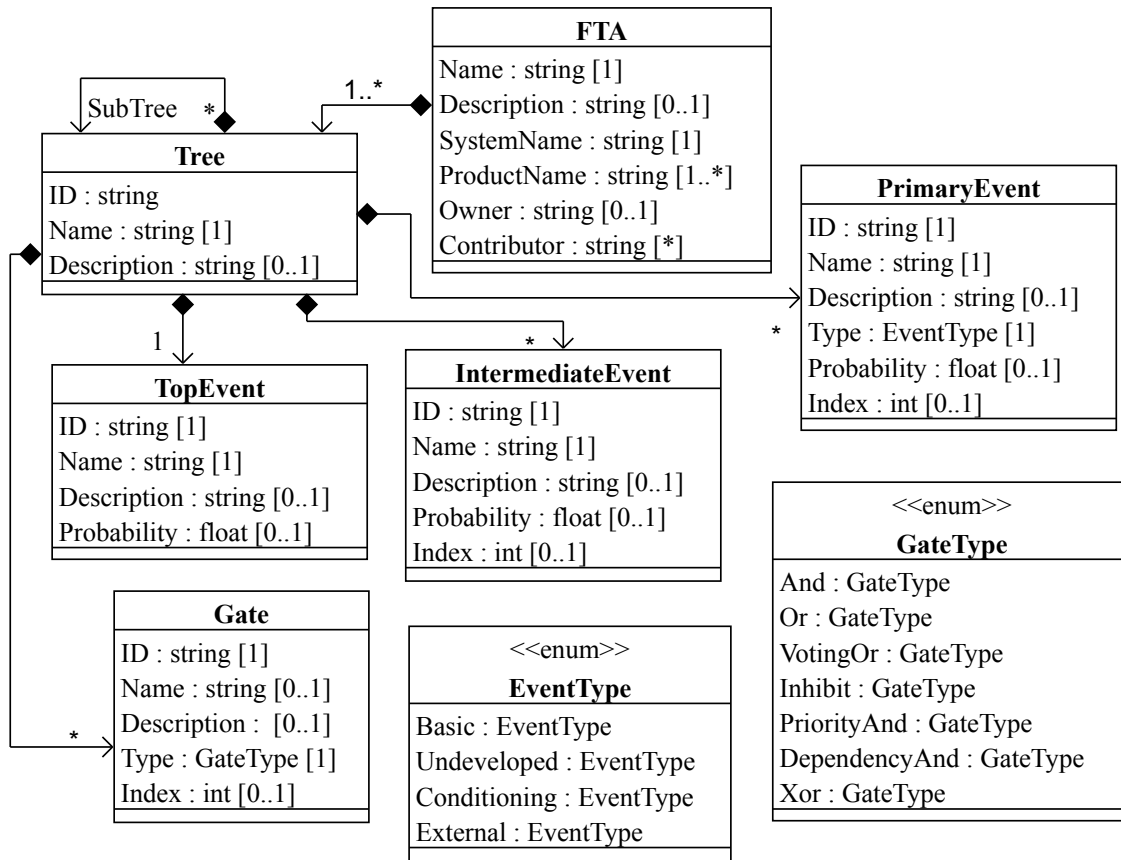 FTA
Name : string [1]
Description : string [0..1]
SystemName : string [1]
ProductName : string [1..*]
Owner : string [0..1]
Contributor : string [*]
1..*
SubTree
*
Tree
ID : string
Name : string [1]
Description : string [0..1]
PrimaryEvent
ID : string [1]
Name : string [1]
Description : string [0..1]
Type : EventType [1]
Probability : float [0..1]
Index : int [0..1]
*
1
*
TopEvent
ID : string [1]
Name : string [1]
Description : string [0..1]
Probability : float [0..1]
IntermediateEvent
ID : string [1]
Name : string [1]
Description : string [0..1]
Probability : float [0..1]
Index : int [0..1]
<<enum>>
GateType
And : GateType
Or : GateType
VotingOr : GateType
Inhibit : GateType
PriorityAnd : GateType
DependencyAnd : GateType
Xor : GateType
Gate
ID : string [1]
Name : string [0..1]
Description :  [0..1]
Type : GateType [1]
Index : int [0..1]
*
<<enum>>
EventType
Basic : EventType
Undeveloped : EventType
Conditioning : EventType
External : EventType